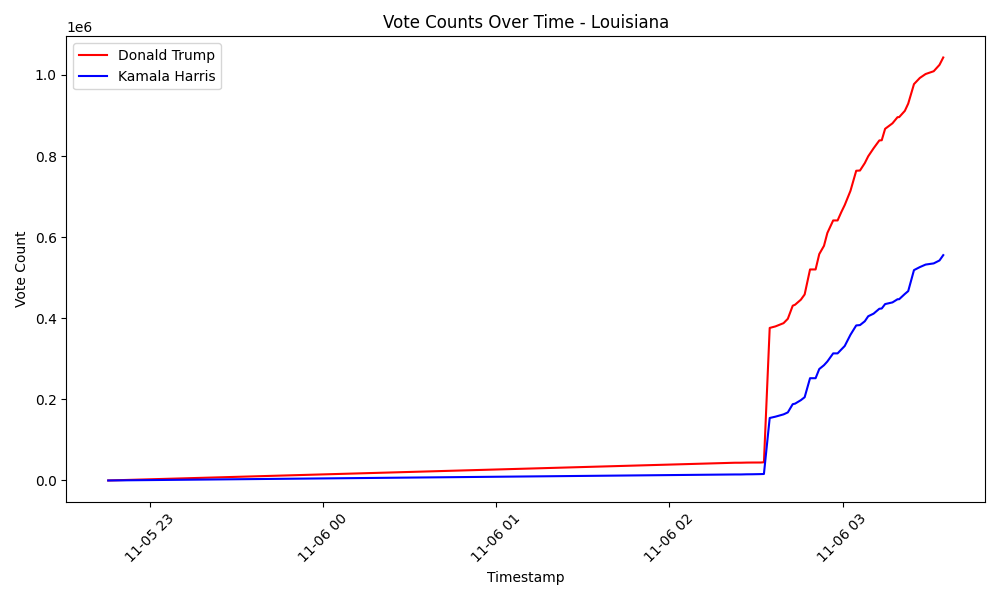 Vote Counts Over Time - Louisiana
1e6
Donald Trump
Kamala Harris
1.0
0.8
0.6
0.4
0.2
0.0
Vote Count
11-05 23
11-06 00
11-06 01
11-06 02
11-06 03
Timestamp